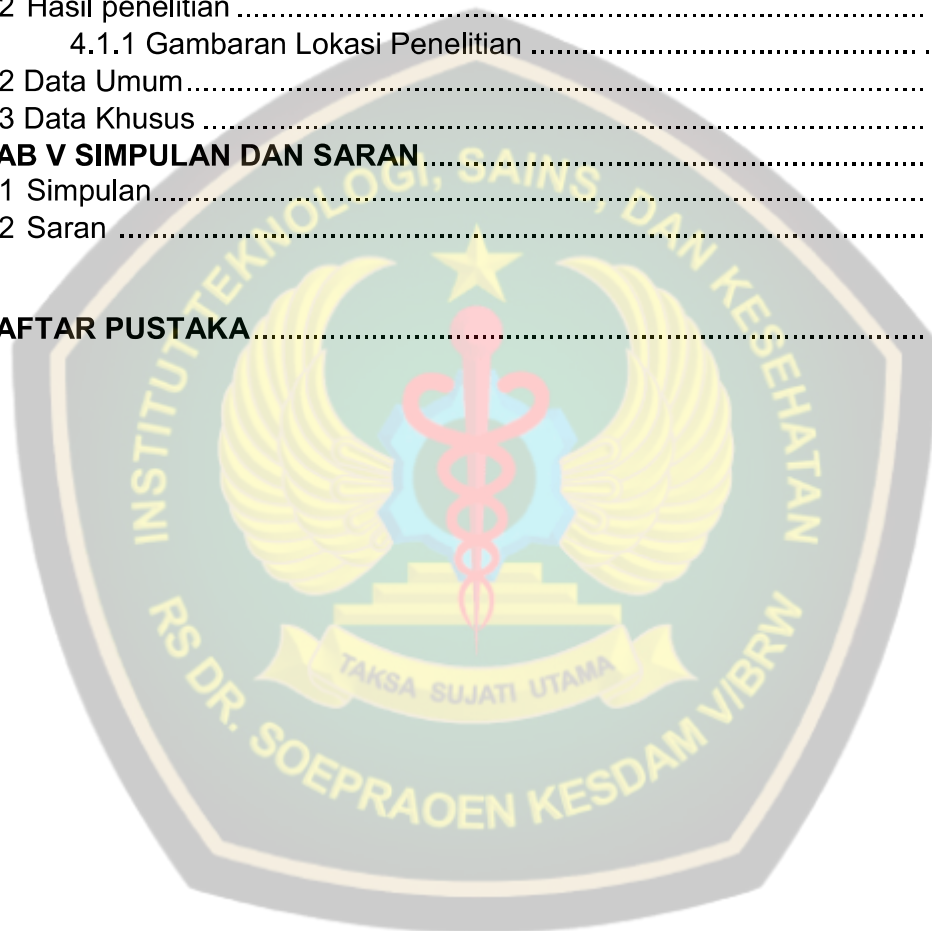 2 Hasil penelitian ................................................................
4.1.1 Gambaran Lokasi Penelitian ................................................
2 Data Umum................................................................
3 Data Khusus ................................................................
AB V SIMPULAN DAN SARAN................................................................
1 Simpulan................................................................
2 Saran ................................................................
AFTAR PUSTAKA................................................................
INSTITUT TEKNOLOGI, SAINS, DAN KESEHATAN
TAKSA SUJATI UTAMA
RS DR. SOEPRAOEN KESDAM V/BRW